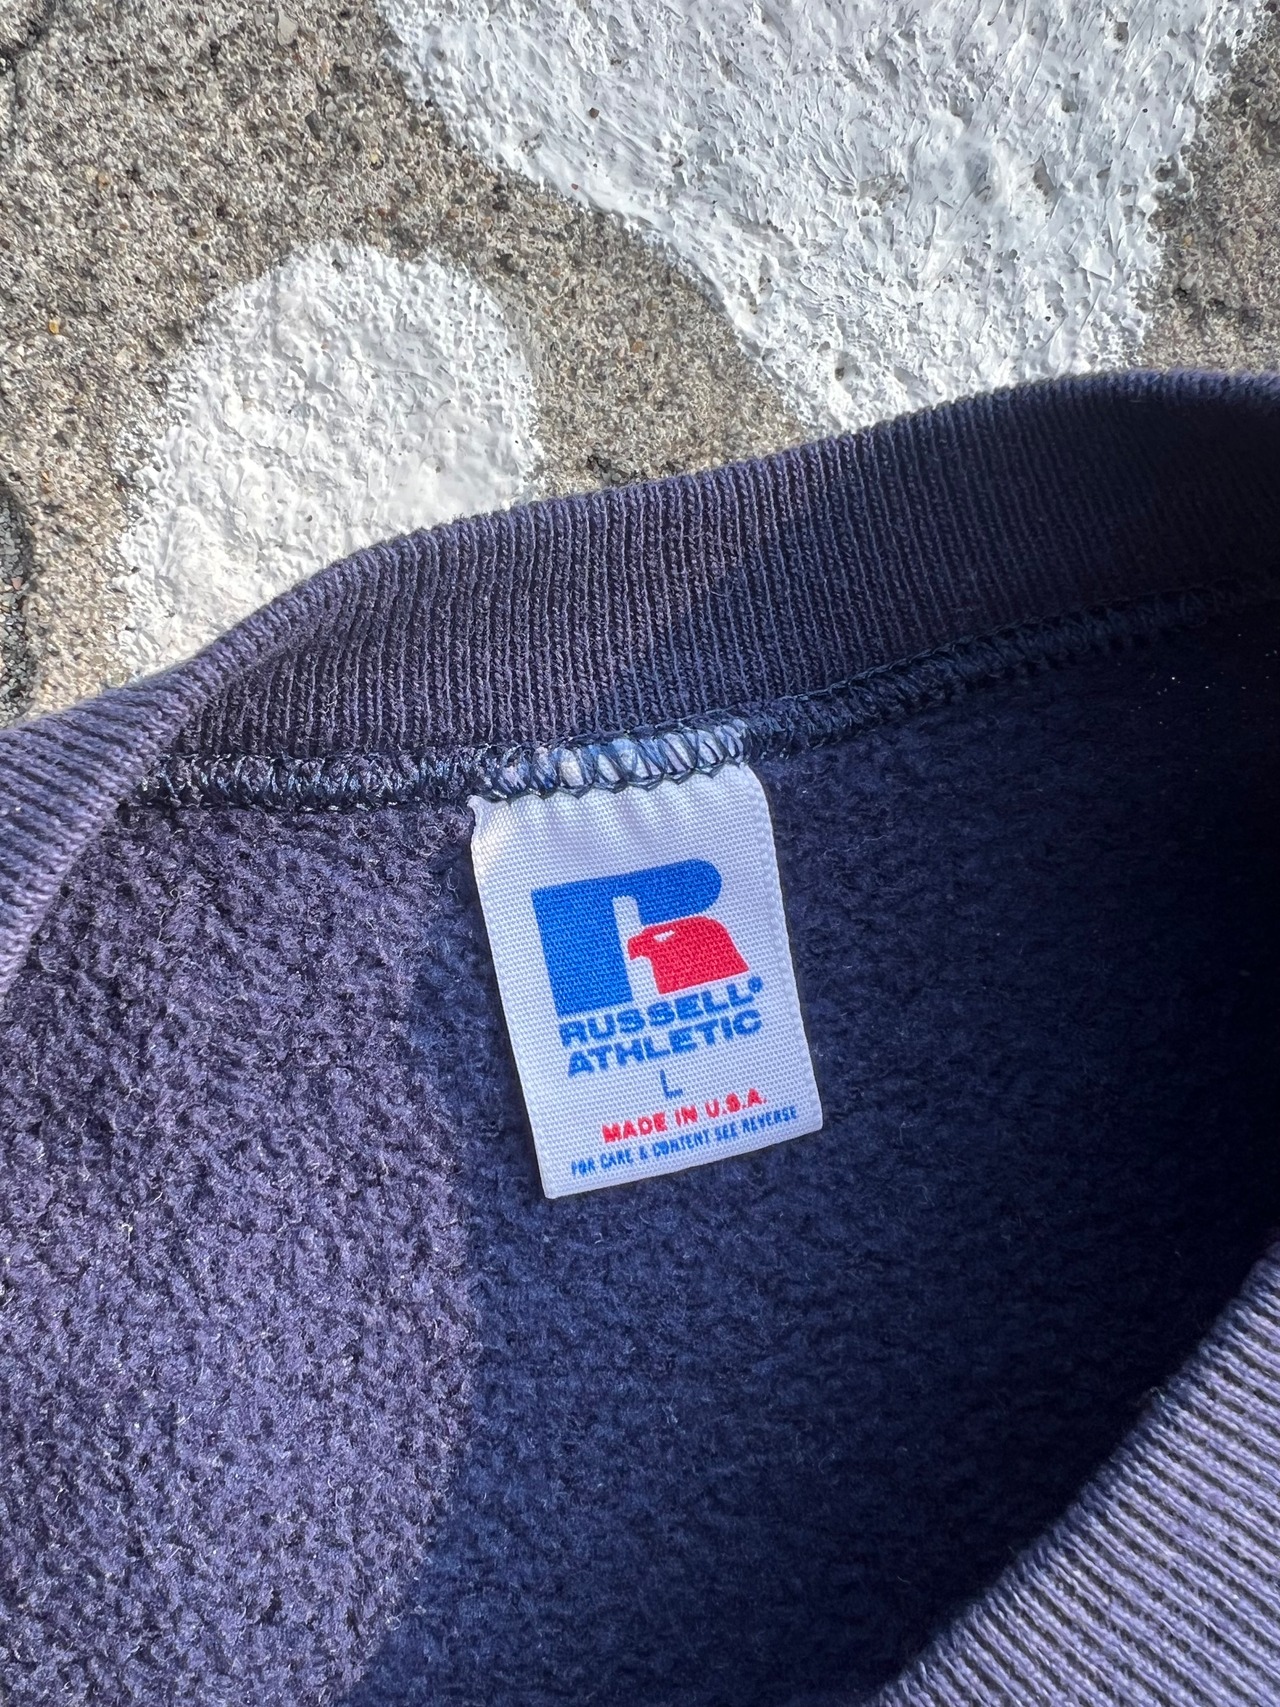 RUSSELL®
ATHLETIC
L
MADE IN U.S.A.
FOR CARE & CONTENT SEE REVERSE